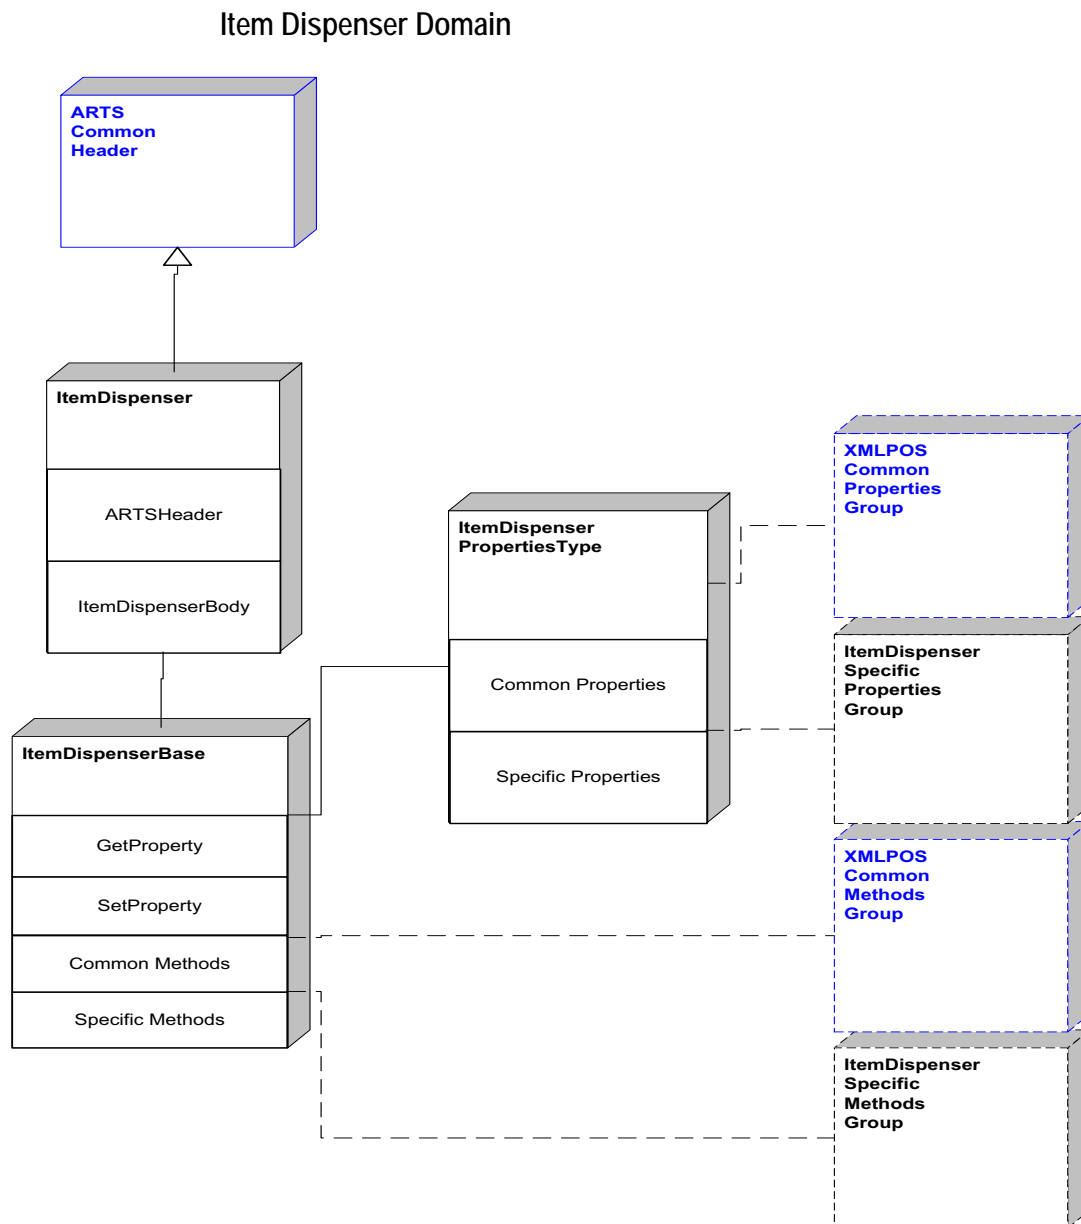 Item Dispenser Domain
ARTS
Common
Header
ItemDispenser
ARTSHeader
ItemDispenserBody
ItemDispenserBase
GetProperty
SetProperty
Common Methods
Specific Methods
ItemDispenser
PropertiesType
Common Properties
Specific Properties
XMLPOS
Common
Properties
Group
ItemDispenser
Specific
Properties
Group
XMLPOS
Common
Methods
Group
ItemDispenser
Specific
Methods
Group